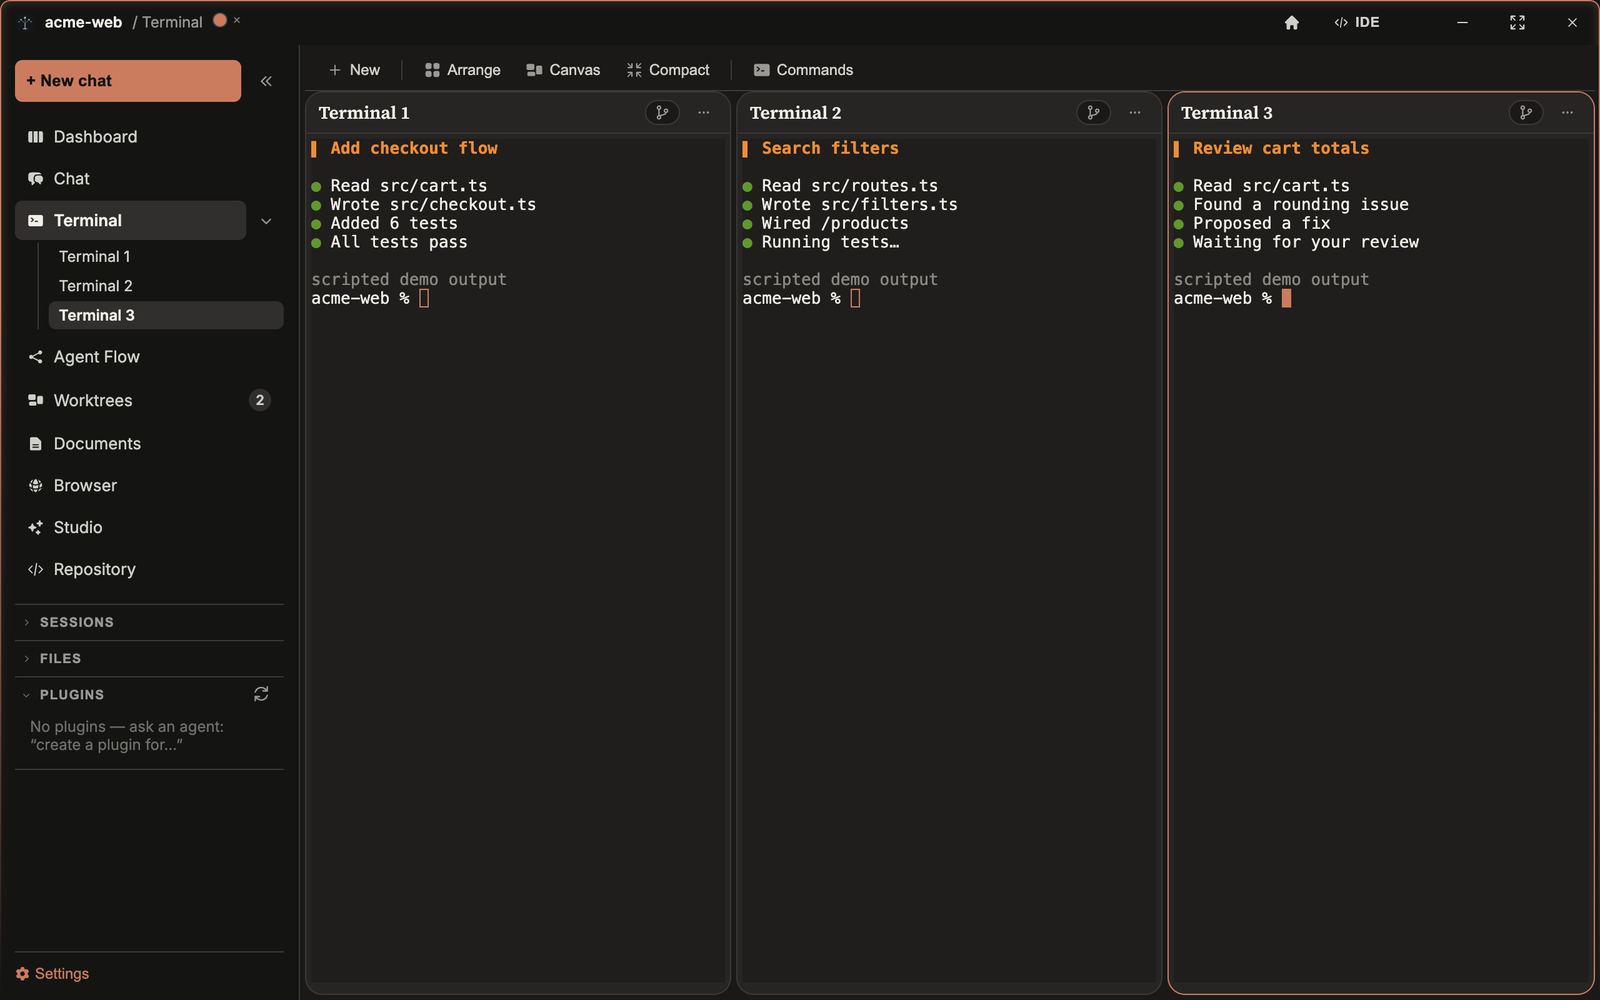 acme-web / Terminal
IDE
+ New chat
New
Arrange
Canvas
Compact
Commands
Dashboard
Chat
Terminal
Terminal 1
Terminal 2
Terminal 3
Agent Flow
Worktrees
2
Documents
Browser
Studio
Repository
SESSIONS
FILES
PLUGINS
No plugins — ask an agent:
“create a plugin for...”
Settings
Terminal 1
Add checkout flow
Read src/cart.ts
Wrote src/checkout.ts
Added 6 tests
All tests pass
scripted demo output
acme-web %
Terminal 2
Search filters
Read src/routes.ts
Wrote src/filters.ts
Wired /products
Running tests…
scripted demo output
acme-web %
Terminal 3
Review cart totals
Read src/cart.ts
Found a rounding issue
Proposed a fix
Waiting for your review
scripted demo output
acme-web %